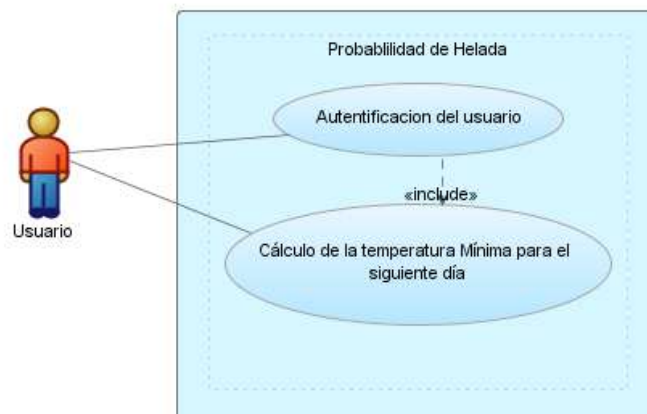 Probablilidad de Helada
Autentificacion del usuario
«include»
Usuario
Cálculo de la temperatura Mínima para el
siguiente día